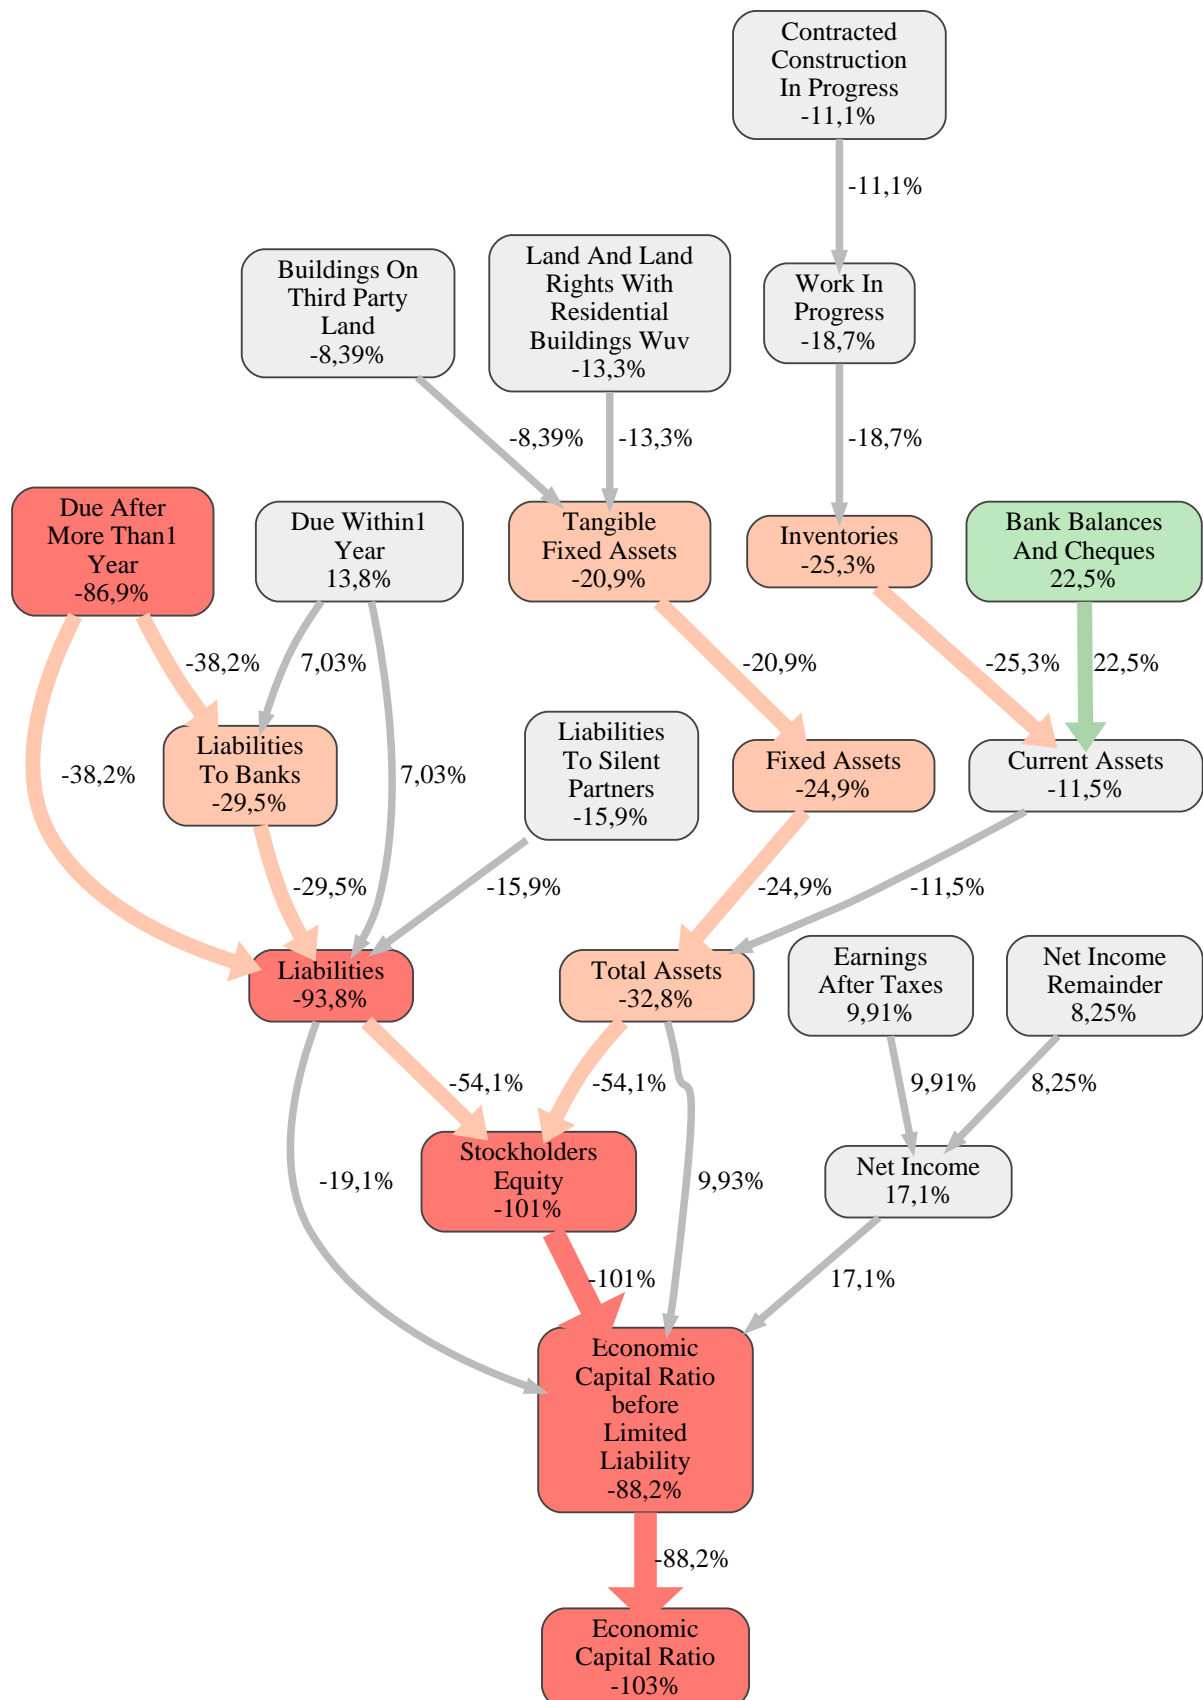 Contracted
Construction
In Progress
-11,1%
-11,1%
Buildings On
Third Party
Land
-8,39%
Land And Land
Rights With
Residential
Buildings Wuv
-13,3%
Work In
Progress
-18,7%
-8,39%
-13,3%
-18,7%
Due After
More Than1
Year
-86,9%
Due Within1
Year
13,8%
Tangible
Fixed Assets
-20,9%
Inventories
-25,3%
Bank Balances
And Cheques
22,5%
-38,2%
7,03%
-20,9%
-25,3%
22,5%
-38,2%
Liabilities
To Banks
-29,5%
7,03%
Liabilities
To Silent
Partners
-15,9%
Fixed Assets
-24,9%
Current Assets
-11,5%
-29,5%
-15,9%
-24,9%
-11,5%
Liabilities
-93,8%
Total Assets
-32,8%
Earnings
After Taxes
9,91%
Net Income
Remainder
8,25%
-54,1%
-54,1%
9,91%
8,25%
-19,1%
Stockholders
Equity
-101%
9,93%
Net Income
17,1%
-101%
17,1%
Economic
Capital Ratio
before
Limited
Liability
-88,2%
-88,2%
Economic
Capital Ratio
-103%